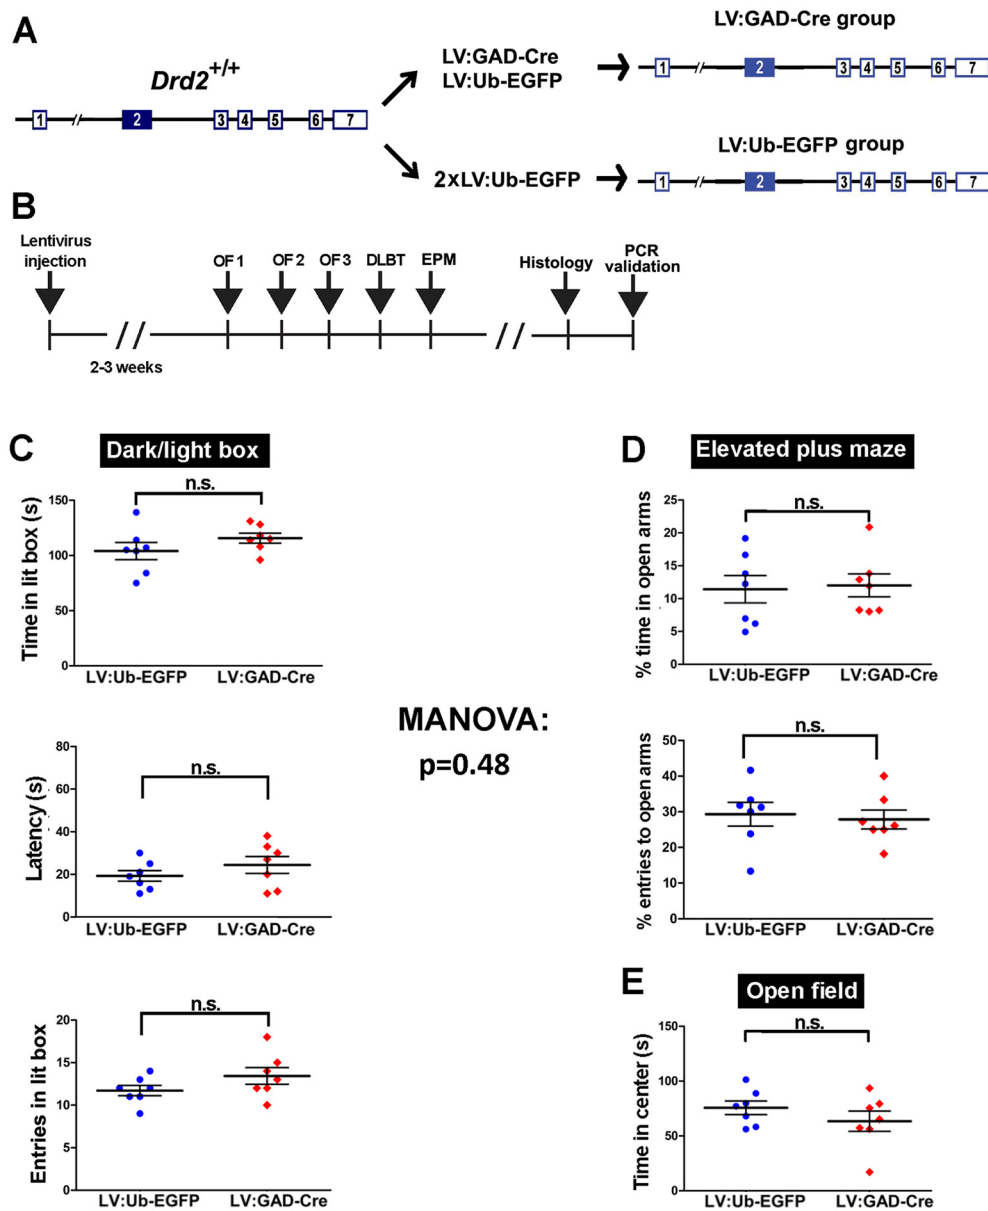 A
Drd2+/+
1 // 2 3 4 5 6 7
LV:GAD-Cre
LV:Ub-EGFP
2xLV:Ub-EGFP
LV:GAD-Cre group
1 // 2 3 4 5 6 7
LV:Ub-EGFP group
1 // 2 3 4 5 6 7
B
Lentivirus
injection
OF1
OF2
OF3
DLBT
EPM
Histology
PCR
validation
2-3 weeks
C
Dark/light box
n.s.
Time in lit box (s)
150
100
50
0
LV:Ub-EGFP
LV:GAD-Cre
n.s.
Latency (s)
80
60
40
20
0
LV:Ub-EGFP
LV:GAD-Cre
n.s.
Entries in lit box
20
15
10
5
0
LV:Ub-EGFP
LV:GAD-Cre
MANOVA:
p=0.48
D
Elevated plus maze
n.s.
% time in open arms
25
20
15
10
5
0
LV:Ub-EGFP
LV:GAD-Cre
n.s.
% entries to open arms
50
40
30
20
10
0
LV:Ub-EGFP
LV:GAD-Cre
E
Open field
n.s.
Time in center (s)
150
100
50
0
LV:Ub-EGFP
LV:GAD-Cre